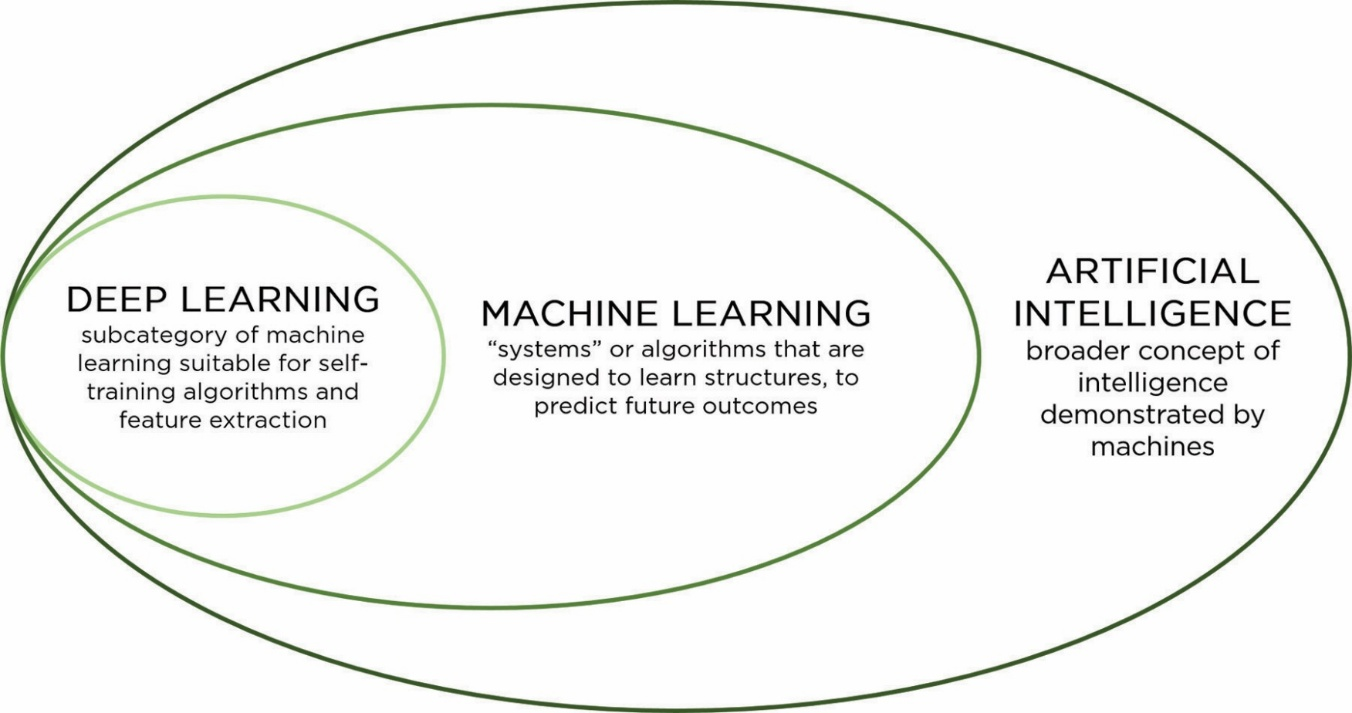 DEEP LEARNING
subcategory of machine
learning suitable for self-
training algorithms and
feature extraction
MACHINE LEARNING
“systems” or algorithms that are
designed to learn structures, to
predict future outcomes
ARTIFICIAL
INTELLIGENCE
broader concept of
intelligence
demonstrated by
machines